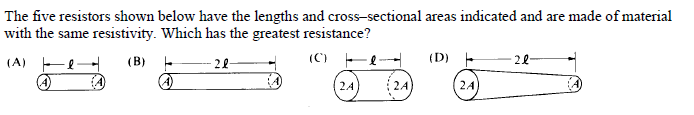 The five resistors shown below have the lengths and cross–sectional areas indicated and are made of material
with the same resistivity. Which has the greatest resistance?
(A) ℓ (B) 2ℓ (C) ℓ (D) 2ℓ
A A A A 2A 2A 2A A